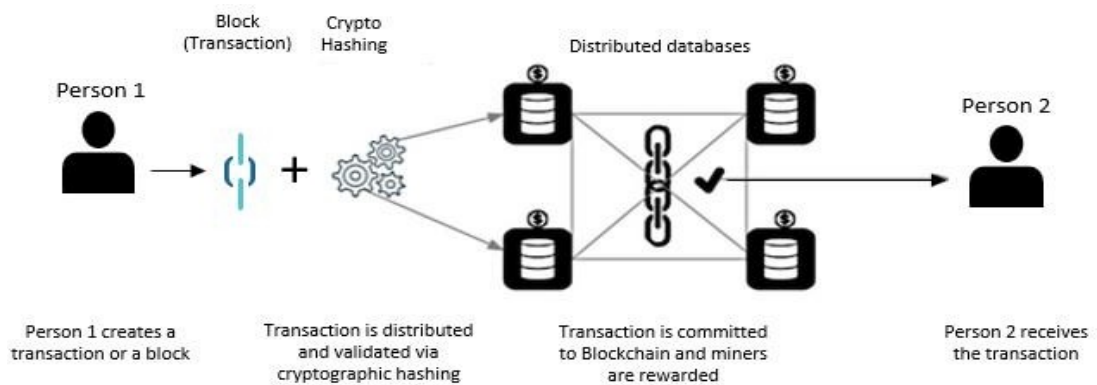 Block
(Transaction)
Crypto
Hashing
Distributed databases
Person 1
Person 2
$
$
$
$
Person 1 creates a
transaction or a block
Transaction is distributed
and validated via
cryptographic hashing
Transaction is committed
to Blockchain and miners
are rewarded
Person 2 receives
the transaction